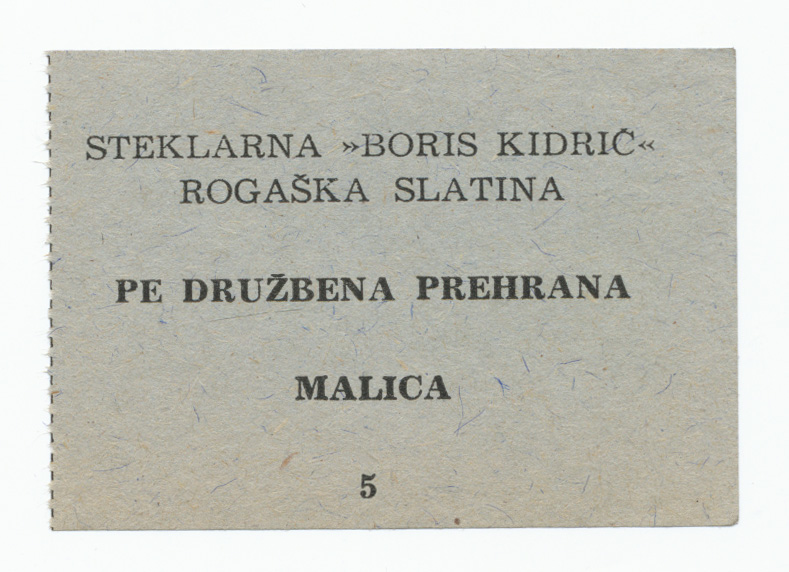 STEKLARNA »BORIS KIDRIČ«
ROGAŠKA SLATINA
PE DRUŽBENA PREHRANA
MALICA
5